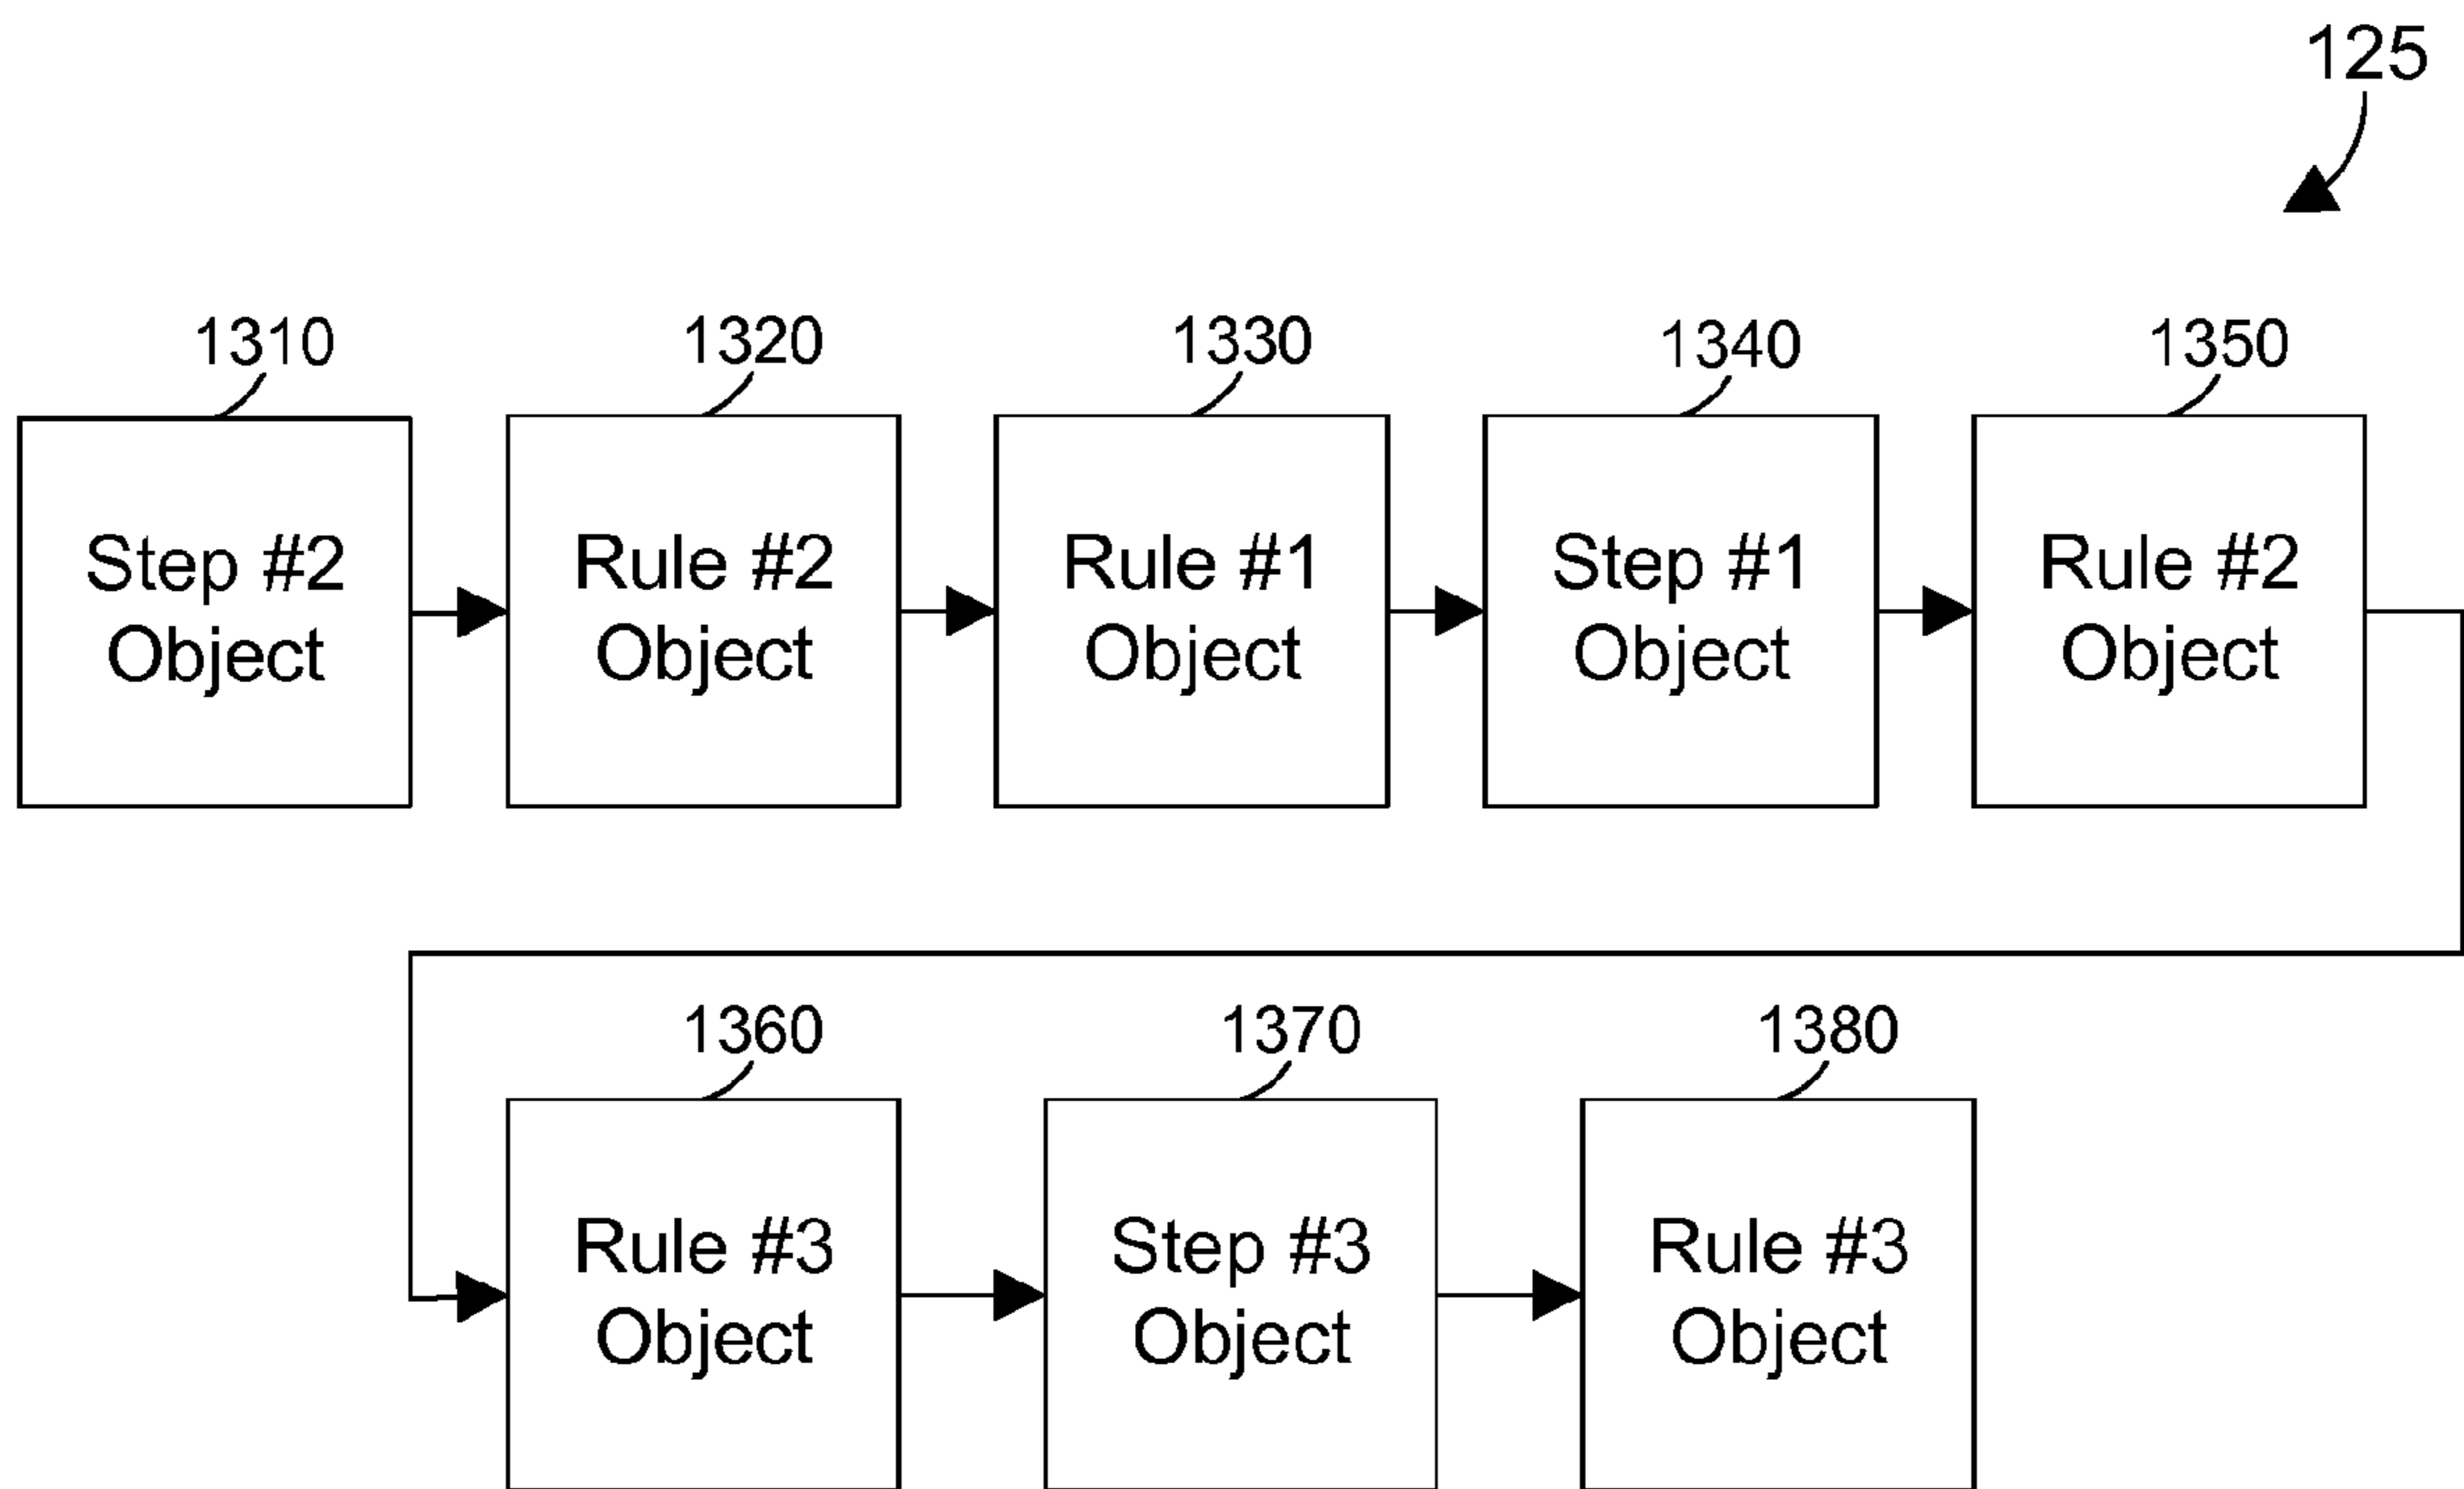 125
1310
1320
1330
1340
1350
Step #2
Object
Rule #2
Object
Rule #1
Object
Step #1
Object
Rule #2
Object
1360
1370
1380
Rule #3
Object
Step #3
Object
Rule #3
Object